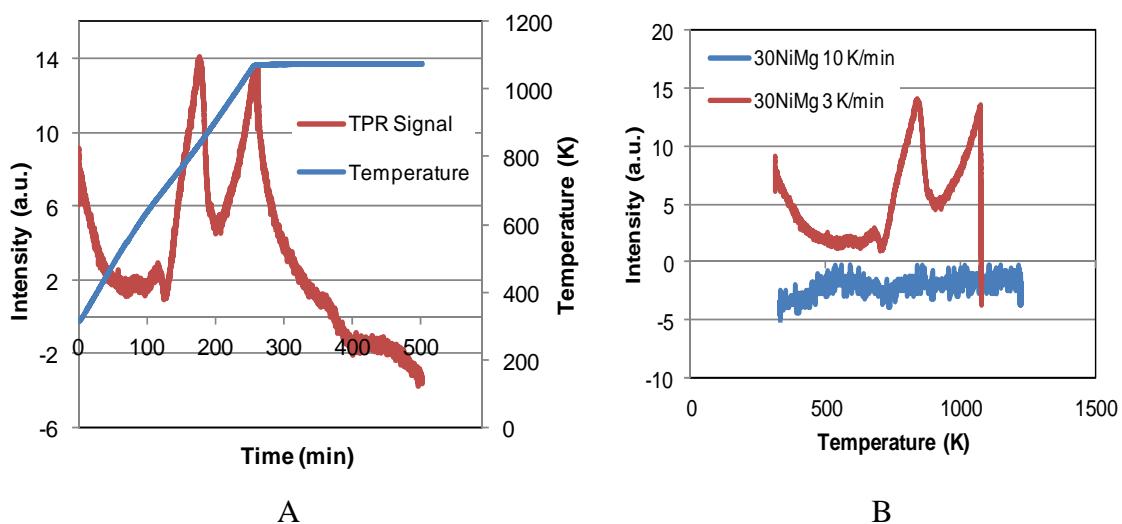 14
10
6
2
-2
-6
Intensity (a.u.)
0
100
200
300
400
500
Time (min)
1200
1000
800
600
400
200
0
Temperature (K)
TPR Signal
Temperature
A
20
15
10
5
0
-5
-10
Intensity (a.u.)
30NiMg 10 K/min
30NiMg 3 K/min
0
500
1000
1500
Temperature (K)
B